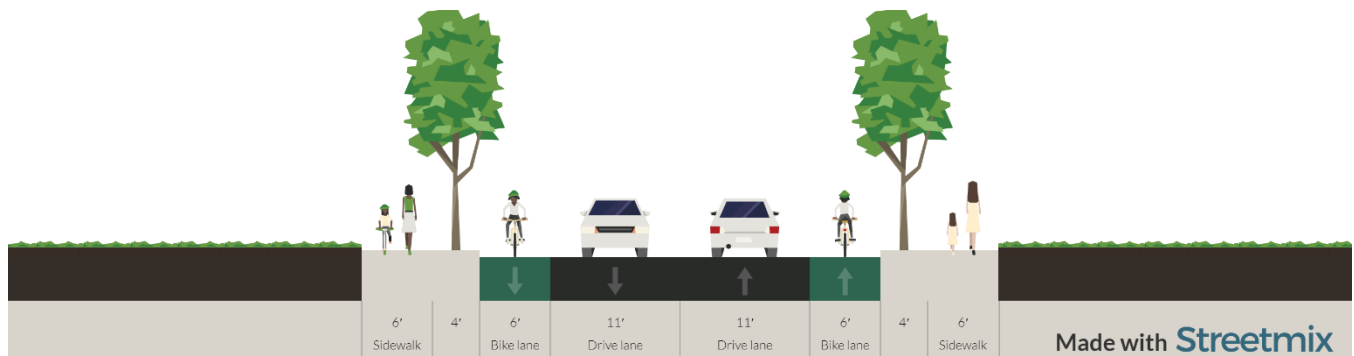 6′
Sidewalk
4′
6′
Bike lane
11′
Drive lane
11′
Drive lane
6′
Bike lane
4′
6′
Sidewalk
Made with Streetmix